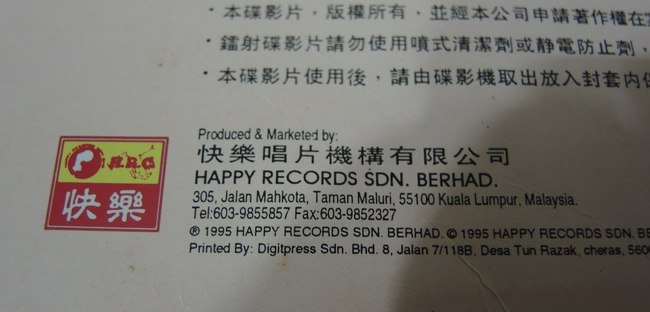 ・本碟影片，版權所有，並經本公司申請著作權在
・鐳射碟影片請勿使用噴式清潔劑或静電防止劑，
・本碟影片使用後，請由碟影機取出放入封套内
H.R.C
快樂
Produced & Marketed by:
快樂唱片機構有限公司
HAPPY RECORDS SDN. BERHAD.
305, Jalan Mahkota, Taman Maluri, 55100 Kuala Lumpur, Malaysia.
Tel:603-9855857 Fax:603-9852327
℗ 1995 HAPPY RECORDS SDN. BERHAD. © 1995 HAPPY RECORDS SDN.
Printed By: Digitpress Sdn. Bhd. 8, Jalan 7/118B, Desa Tun Razak, cheras,